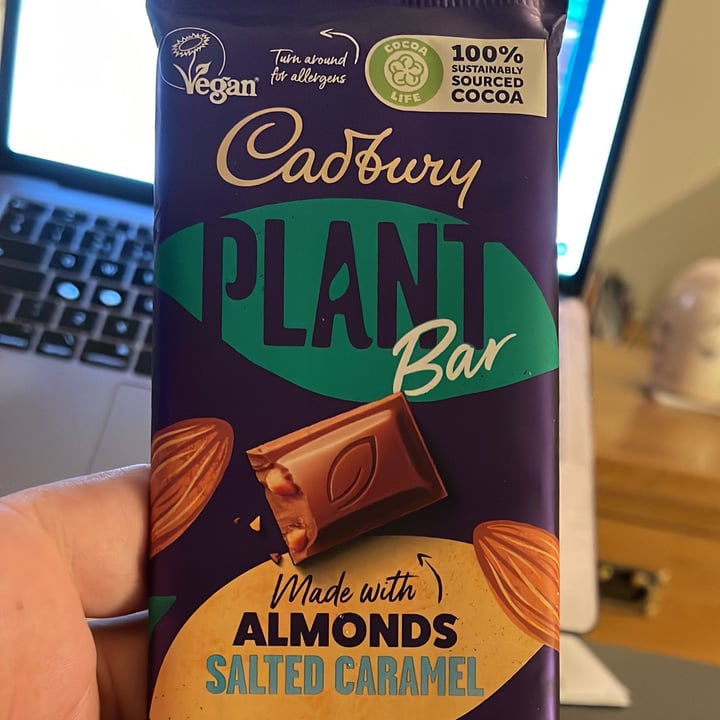 Vegan
Turn around
for allergens
COCOA
LIFE
100%
SUSTAINABLY
SOURCED
COCOA
Cadbury
PLANT
Bar
Made with
ALMONDS
SALTED CARAMEL